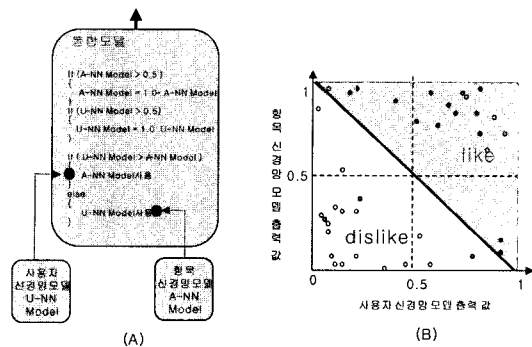 통합모델
if (A-NN Model > 0.5)
{
A-NN Model = 1.0- A-NN Model
}
if (U-NN Model > 0.5)
{
U-NN Model = 1.0 U-NN Model
}
if (U-NN Model > A-NN Model)
{
A-NN Model사용
}
else
{
U-NN Model사용
}
사용자
신경망모델
U-NN
Model
항목
신경망모델
A-NN
Model
(A)
1
항목 신경망 모델 출력 값
0.5
like
dislike
0
0.5
1
사용자 신경망 모델 출력 값
(B)